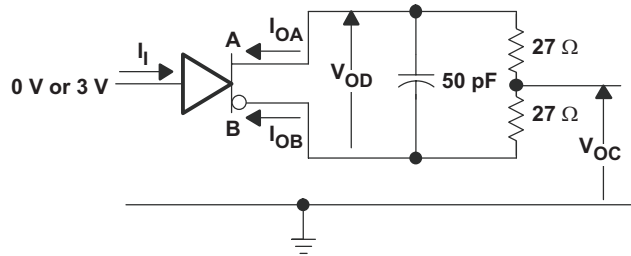 I_OA
A
I_I
27 Ω
0 V or 3 V
V_OD
50 pF
27 Ω
B
I_OB
V_OC